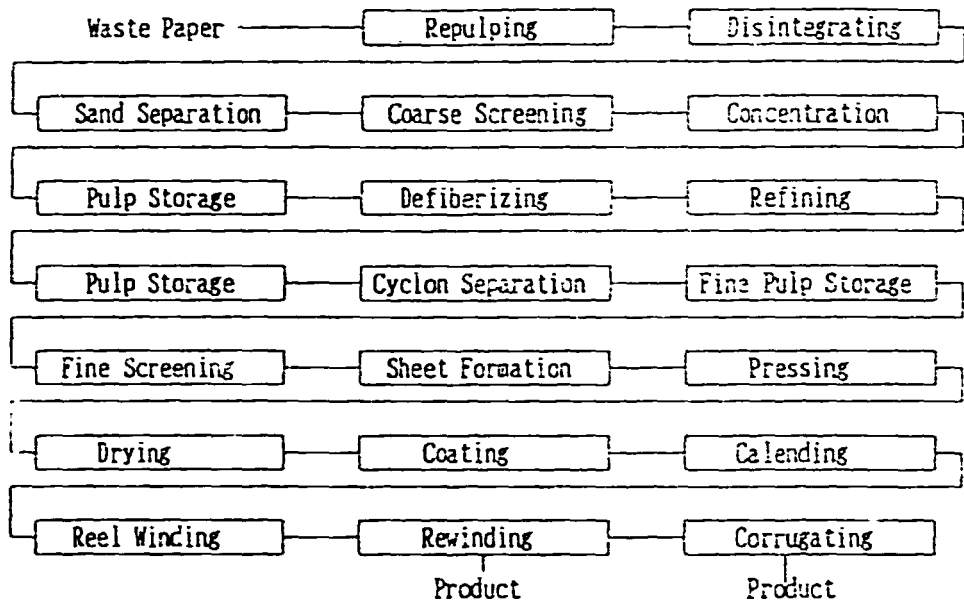 Waste Paper Repulping Disintegrating
Sand Separation Coarse Screening Concentration
Pulp Storage Defiberizing Refining
Pulp Storage Cyclon Separation Fine Pulp Storage
Fine Screening Sheet Formation Pressing
Drying Coating Calending
Reel Winding Rewinding Corrugating
Product Product